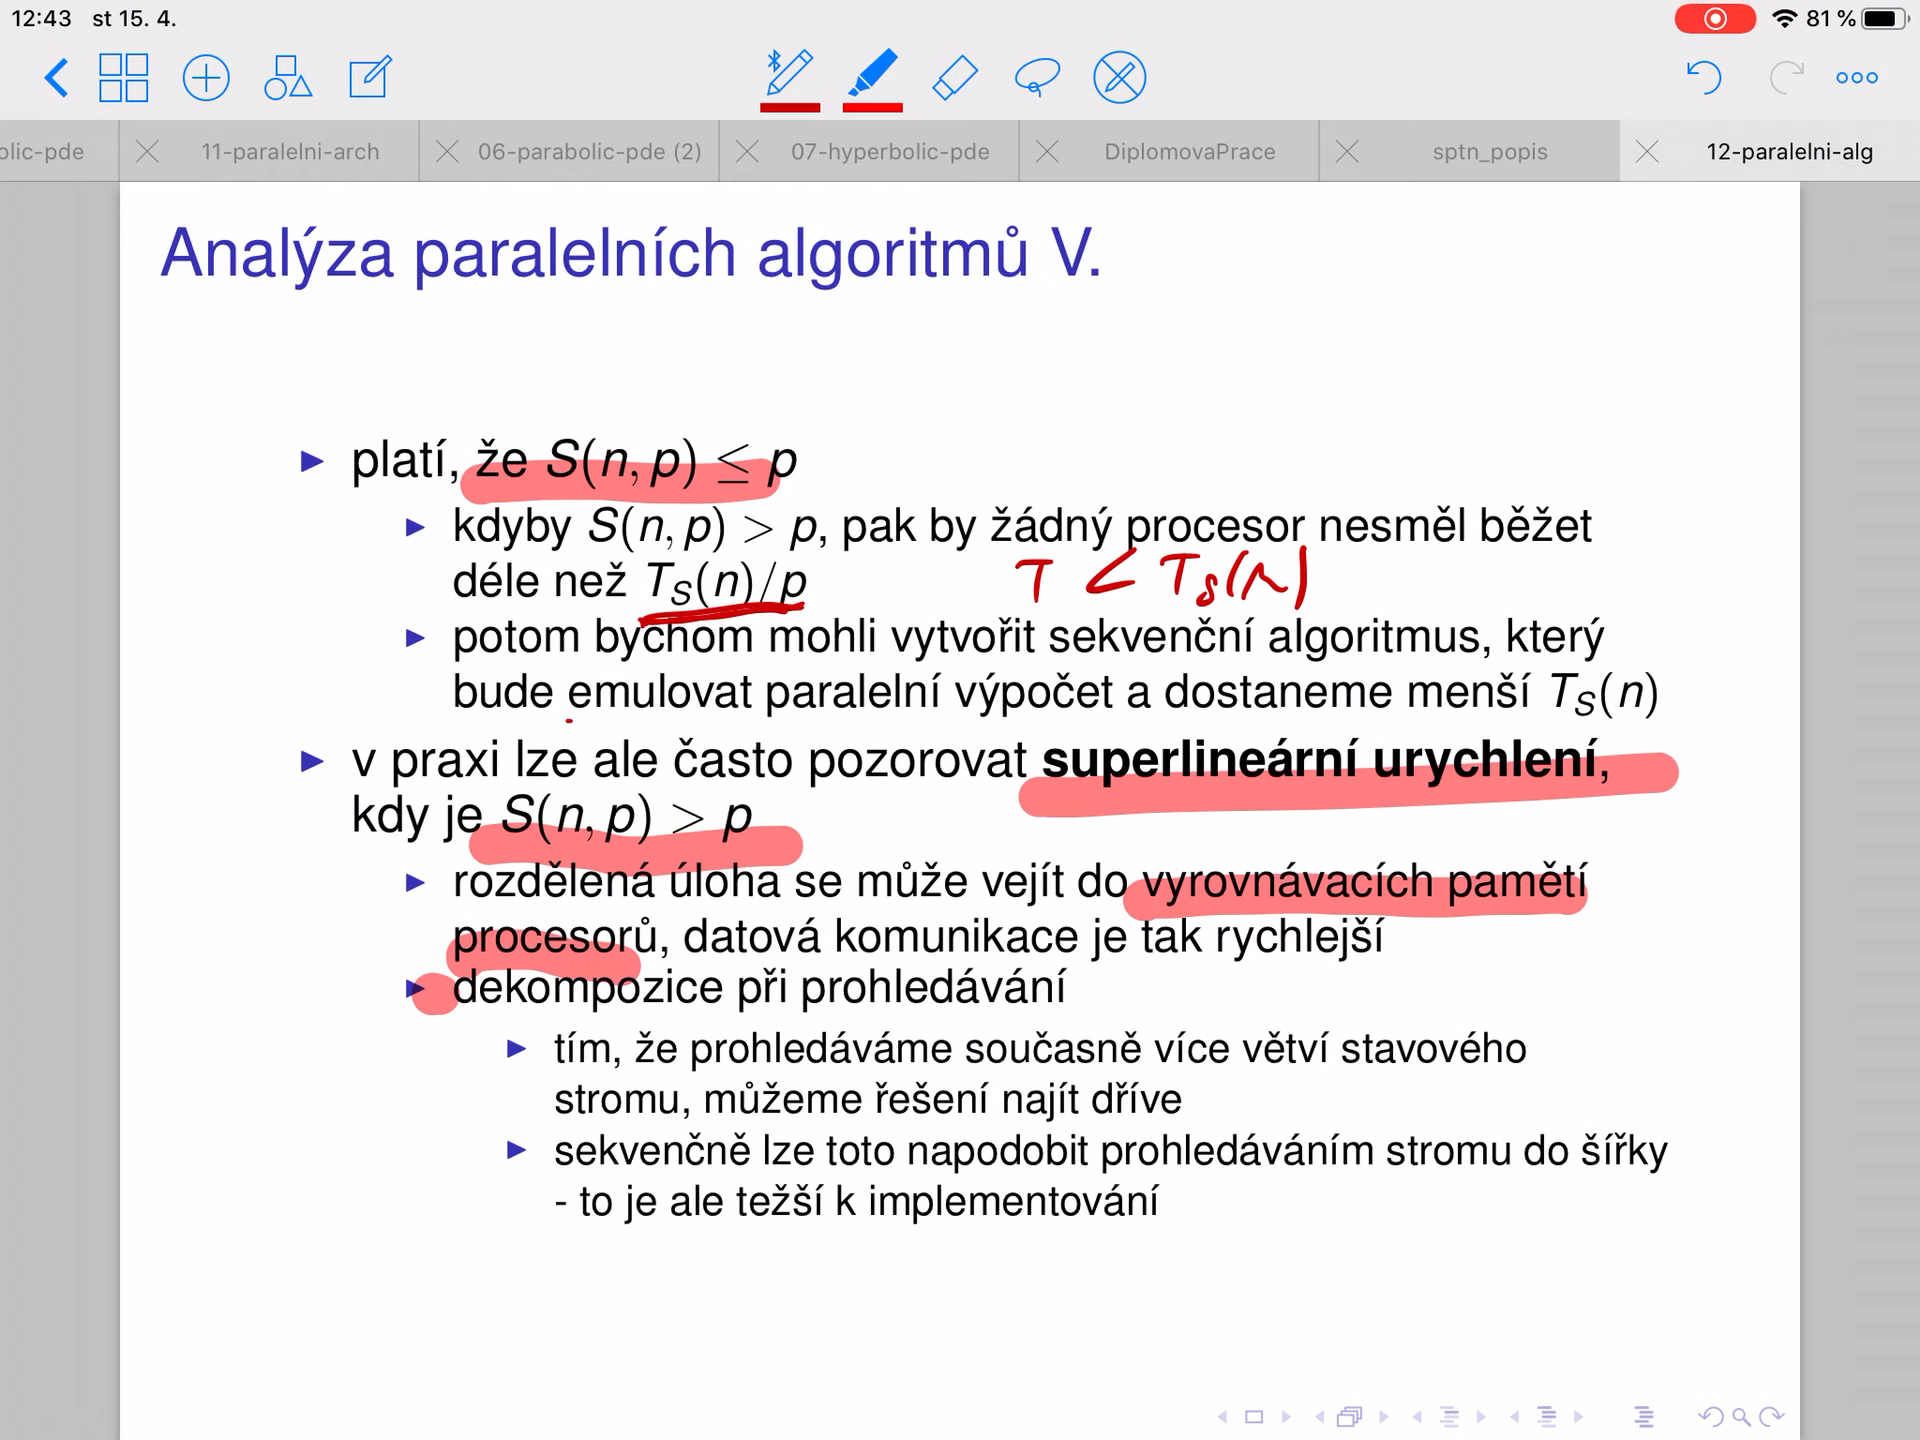 12:43 st 15. 4.
81 %
olic-pde
11-paralelni-arch
06-parabolic-pde (2)
07-hyperbolic-pde
DiplomovaPrace
sptn_popis
12-paralelni-alg
Analýza paralelních algoritmů V.
platí, že S(n, p) ≤ p
kdyby S(n, p) > p, pak by žádný procesor nesměl běžet
déle než T_S(n)/p
T < T_S(n)
potom bychom mohli vytvořit sekvenční algoritmus, který
bude emulovat paralelní výpočet a dostaneme menší T_S(n)
v praxi lze ale často pozorovat superlineární urychlení,
kdy je S(n, p) > p
rozdělená úloha se může vejít do vyrovnávacích pamětí
procesorů, datová komunikace je tak rychlejší
dekompozice při prohledávání
tím, že prohledáváme současně více větví stavového
stromu, můžeme řešení najít dříve
sekvenčně lze toto napodobit prohledáváním stromu do šířky
- to je ale težší k implementování